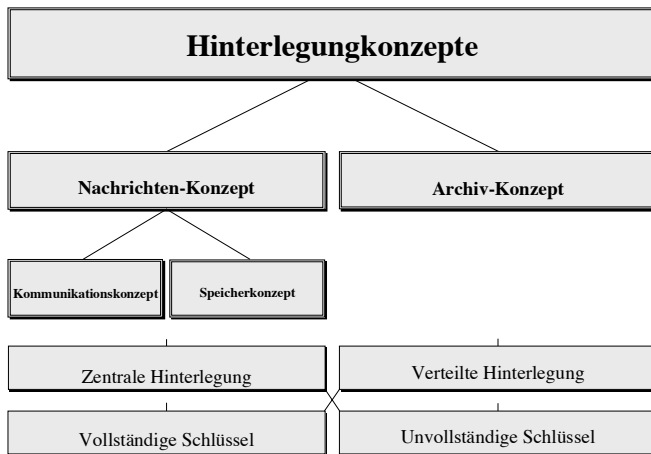 Hinterlegungkonzepte
Nachrichten-Konzept
Archiv-Konzept
Kommunikationskonzept
Speicherkonzept
Zentrale Hinterlegung
Verteilte Hinterlegung
Vollständige Schlüssel
Unvollständige Schlüssel